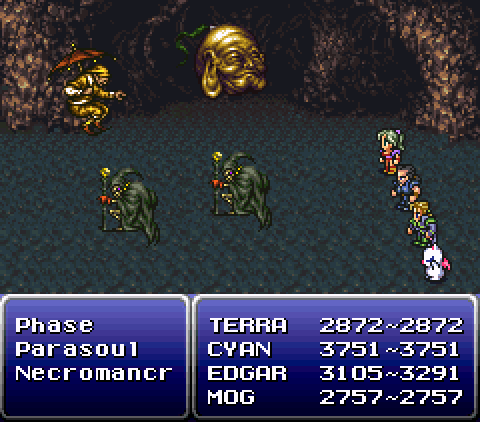 Phase
Parasoul
Necromancr
TERRA 2872~2872
CYAN 3751~3751
EDGAR 3105~3291
MOG 2757~2757